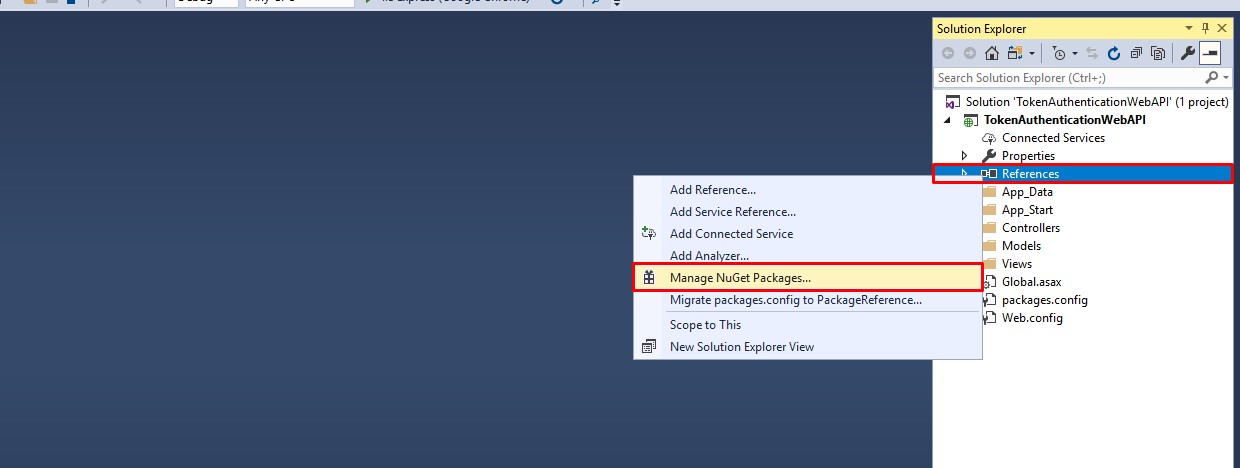 Solution Explorer
Search Solution Explorer (Ctrl+;)
Solution 'TokenAuthenticationWebAPI' (1 project)
TokenAuthenticationWebAPI
Connected Services
Properties
References
App_Data
App_Start
Controllers
Models
Views
Global.asax
packages.config
Web.config
Add Reference...
Add Service Reference...
Add Connected Service
Add Analyzer...
Manage NuGet Packages...
Migrate packages.config to PackageReference...
Scope to This
New Solution Explorer View